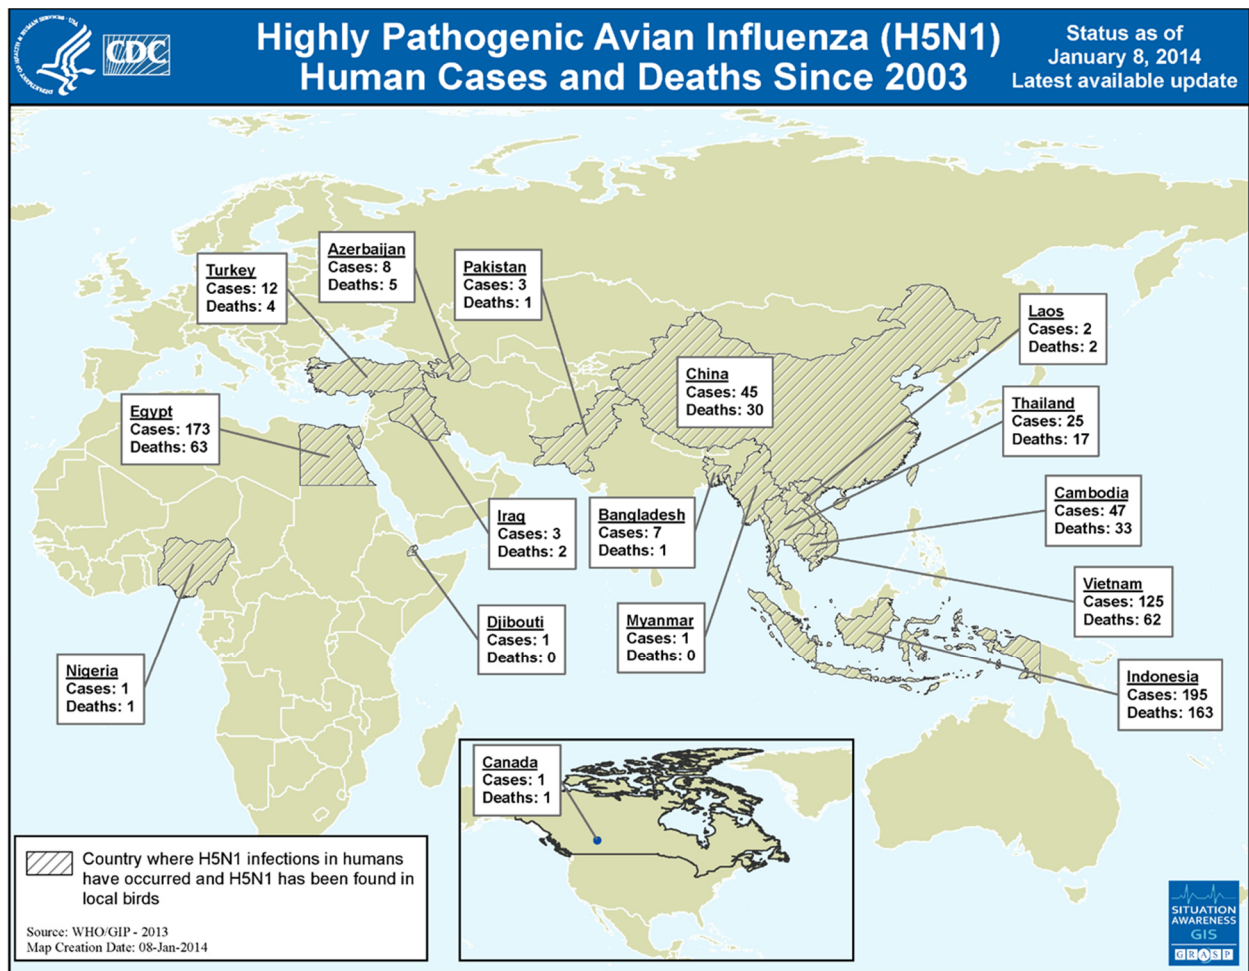 DEPARTMENT OF HEALTH & HUMAN SERVICES • USA
CDC
Highly Pathogenic Avian Influenza (H5N1)
Human Cases and Deaths Since 2003
Status as of
January 8, 2014
Latest available update
Azerbaijan
Cases: 8
Deaths: 5
Turkey
Cases: 12
Deaths: 4
Pakistan
Cases: 3
Deaths: 1
Laos
Cases: 2
Deaths: 2
China
Cases: 45
Deaths: 30
Egypt
Cases: 173
Deaths: 63
Thailand
Cases: 25
Deaths: 17
Cambodia
Cases: 47
Deaths: 33
Iraq
Cases: 3
Deaths: 2
Bangladesh
Cases: 7
Deaths: 1
Vietnam
Cases: 125
Deaths: 62
Djibouti
Cases: 1
Deaths: 0
Myanmar
Cases: 1
Deaths: 0
Nigeria
Cases: 1
Deaths: 1
Indonesia
Cases: 195
Deaths: 163
Canada
Cases: 1
Deaths: 1
Country where H5N1 infections in humans
have occurred and H5N1 has been found in
local birds
Source: WHO/GIP - 2013
Map Creation Date: 08-Jan-2014
SITUATION
AWARENESS
GIS
GRASP